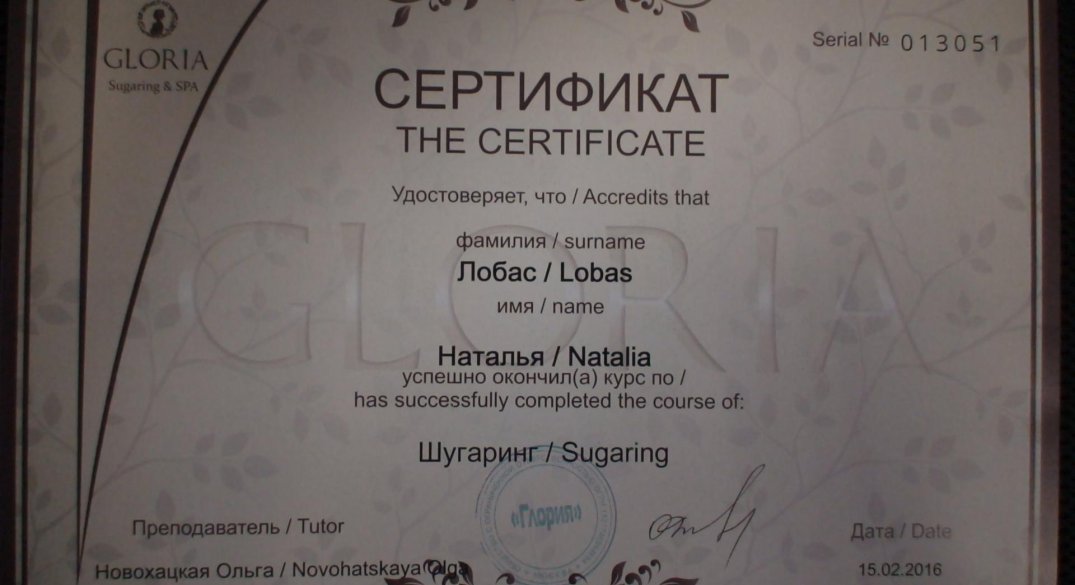 GLORIA
Sugaring & SPA
Serial № 013051
СЕРТИФИКАТ
THE CERTIFICATE
Удостоверяет, что / Accredits that
фамилия / surname
Лобас / Lobas
имя / name
Наталья / Natalia
успешно окончил(а) курс по /
has successfully completed the course of:
Шугаринг / Sugaring
GLORIA
«Глория»
Преподаватель / Tutor
Дата / Date
Новохацкая Ольга / Novohatskaya Olga
15.02.2016